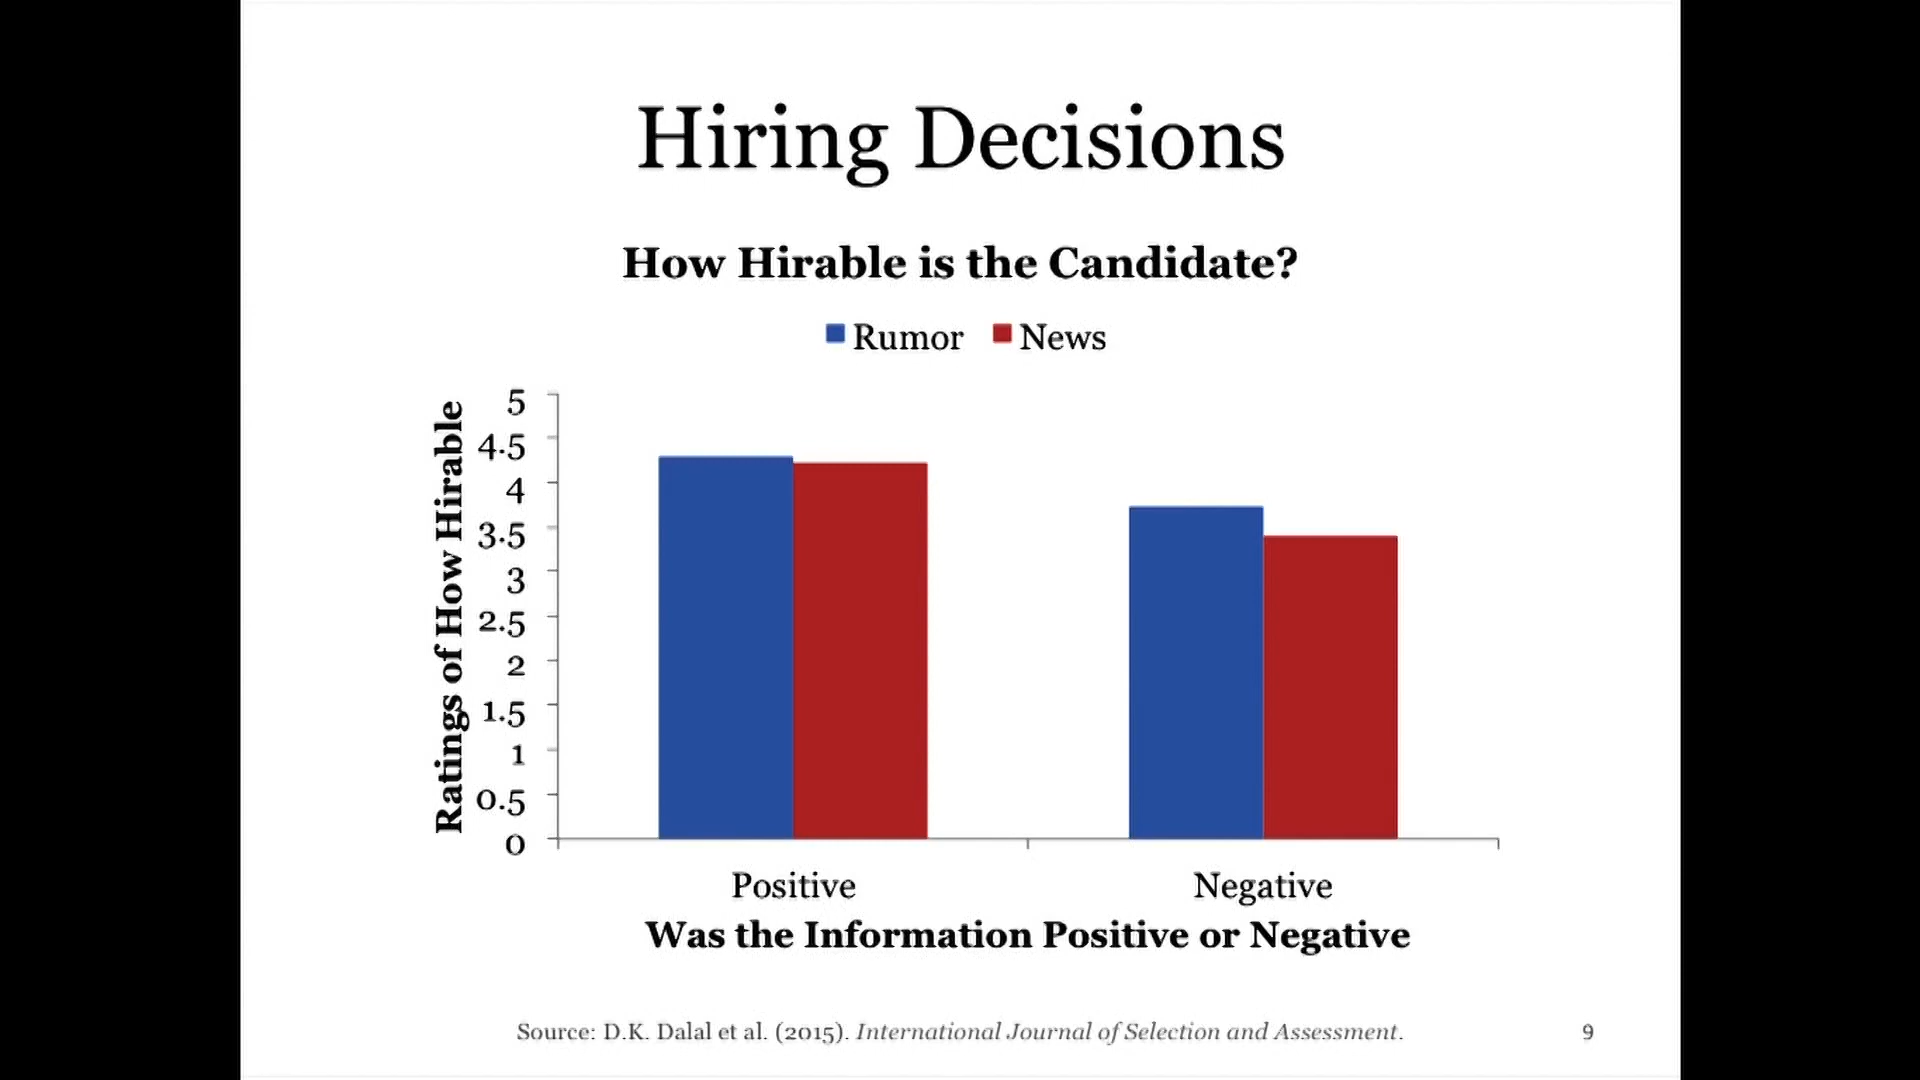 Hiring Decisions
How Hirable is the Candidate?
Rumor News
Ratings of How Hirable
5
4.5
4
3.5
3
2.5
2
1.5
1
0.5
0
Positive Negative
Was the Information Positive or Negative
Source: D.K. Dalal et al. (2015). International Journal of Selection and Assessment. 9